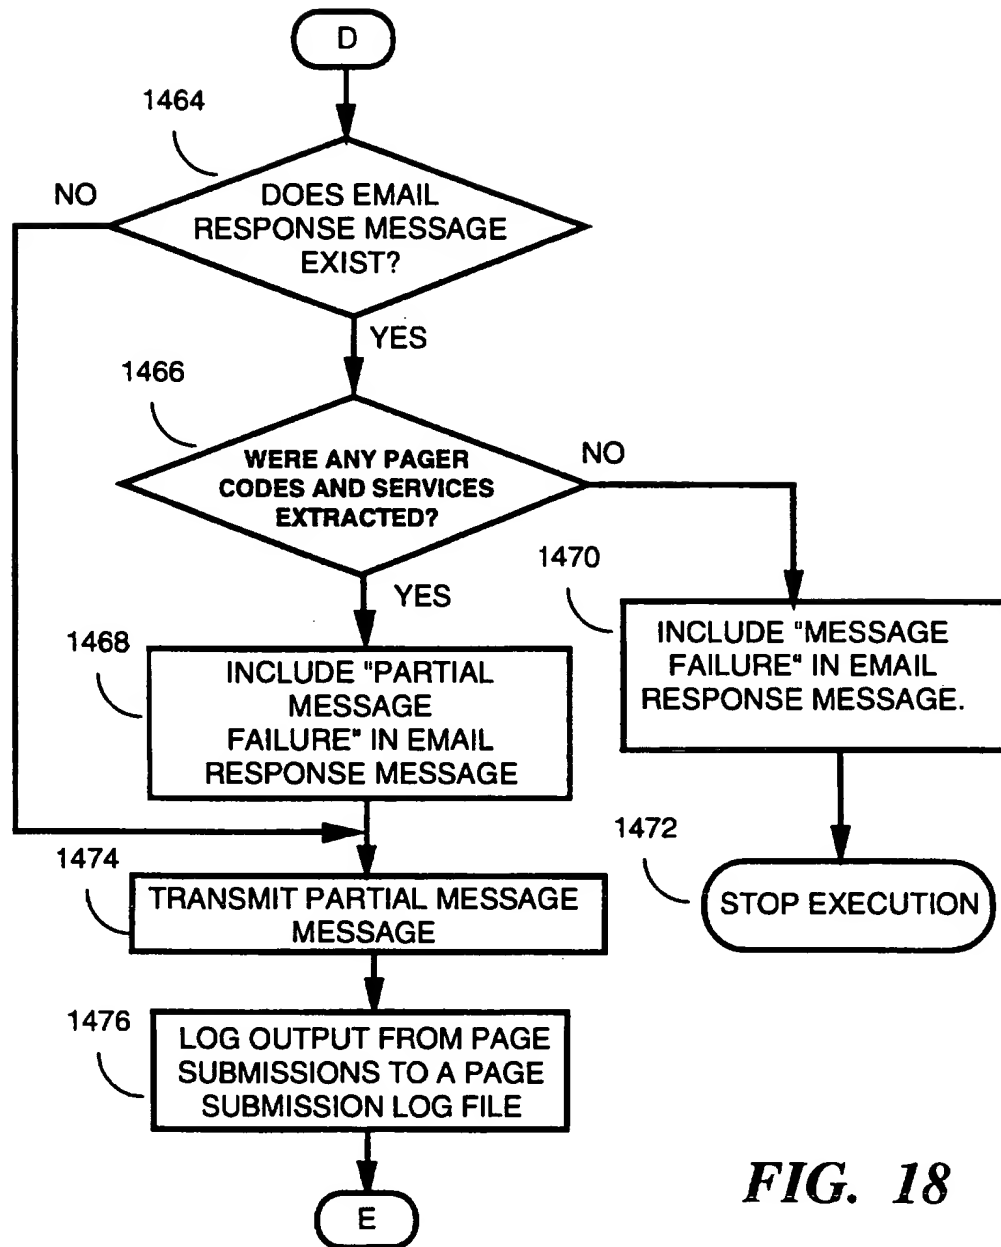 D
1464
NO
DOES EMAIL
RESPONSE MESSAGE
EXIST?
YES
1466
WERE ANY PAGER
CODES AND SERVICES
EXTRACTED?
NO
YES
1470
1468
INCLUDE "PARTIAL
MESSAGE
FAILURE" IN EMAIL
RESPONSE MESSAGE
INCLUDE "MESSAGE
FAILURE" IN EMAIL
RESPONSE MESSAGE.
1472
STOP EXECUTION
1474
TRANSMIT PARTIAL MESSAGE
MESSAGE
1476
LOG OUTPUT FROM PAGE
SUBMISSIONS TO A PAGE
SUBMISSION LOG FILE
E
FIG. 18